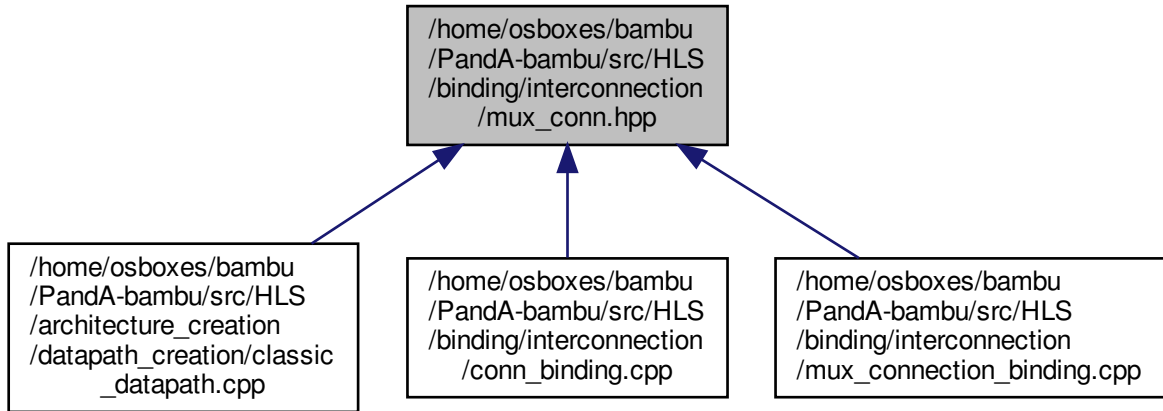 /home/osboxes/bambu
/PandA-bambu/src/HLS
/binding/interconnection
/mux_conn.hpp
/home/osboxes/bambu
/PandA-bambu/src/HLS
/architecture_creation
/datapath_creation/classic
_datapath.cpp
/home/osboxes/bambu
/PandA-bambu/src/HLS
/binding/interconnection
/conn_binding.cpp
/home/osboxes/bambu
/PandA-bambu/src/HLS
/binding/interconnection
/mux_connection_binding.cpp